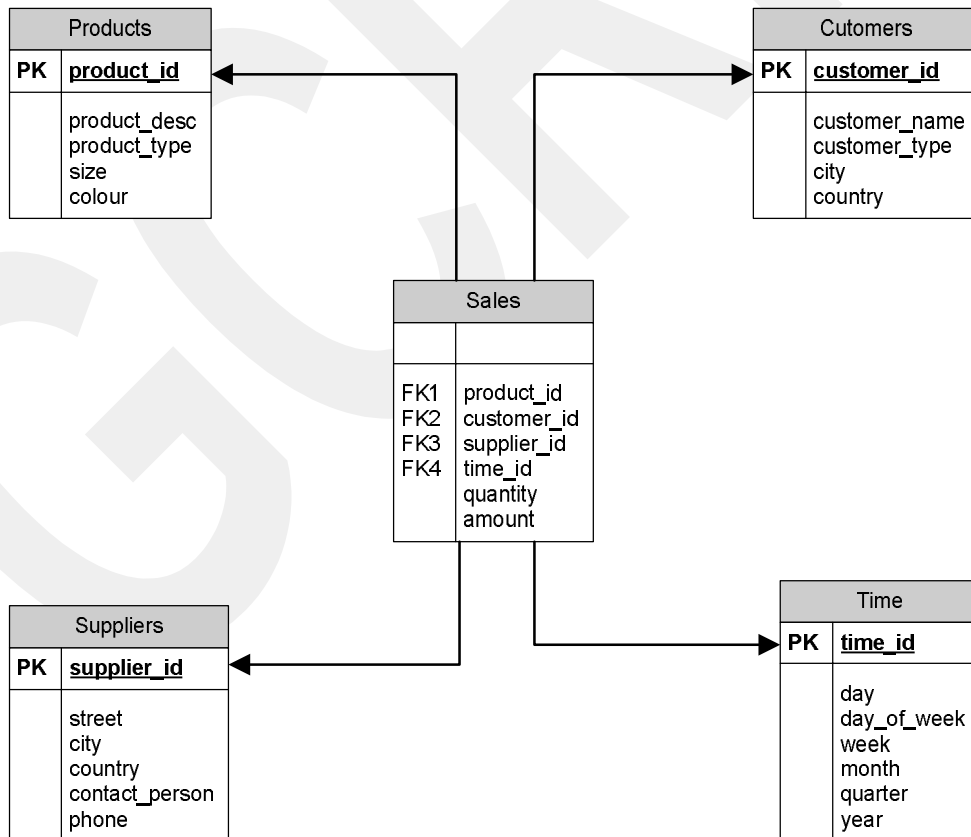 Products
PK product_id
product_desc
product_type
size
colour
Cutomers
PK customer_id
customer_name
customer_type
city
country
Sales
FK1 product_id
FK2 customer_id
FK3 supplier_id
FK4 time_id
quantity
amount
Suppliers
PK supplier_id
street
city
country
contact_person
phone
Time
PK time_id
day
day_of_week
week
month
quarter
year